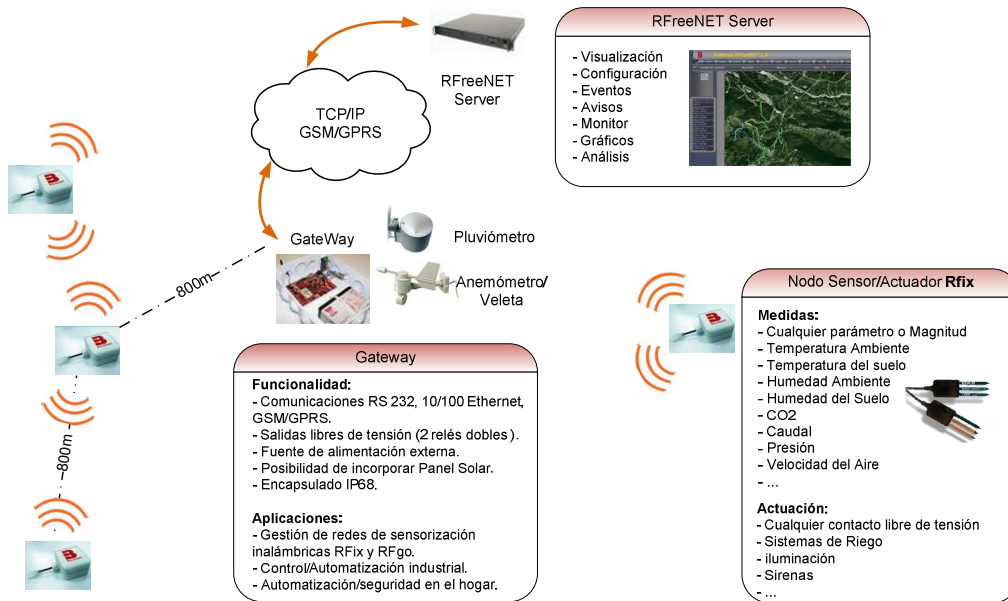 RFreeNET
Server
TCP/IP
GSM/GPRS
RFreeNET Server
- Visualización
- Configuración
- Eventos
- Avisos
- Monitor
- Gráficos
- Análisis
GateWay
Pluviómetro
Anemómetro/
Veleta
800m
800m
Gateway
Funcionalidad:
- Comunicaciones RS 232, 10/100 Ethernet,
GSM/GPRS.
- Salidas libres de tensión (2 relés dobles ).
- Fuente de alimentación externa.
- Posibilidad de incorporar Panel Solar.
- Encapsulado IP68.
Aplicaciones:
- Gestión de redes de sensorización
inalámbricas RFix y RFgo.
- Control/Automatización industrial.
- Automatización/seguridad en el hogar.
Nodo Sensor/Actuador Rfix
Medidas:
- Cualquier parámetro o Magnitud
- Temperatura Ambiente
- Temperatura del suelo
- Humedad Ambiente
- Humedad del Suelo
- CO2
- Caudal
- Presión
- Velocidad del Aire
- ...
Actuación:
- Cualquier contacto libre de tensión
- Sistemas de Riego
- iluminación
- Sirenas
- ...